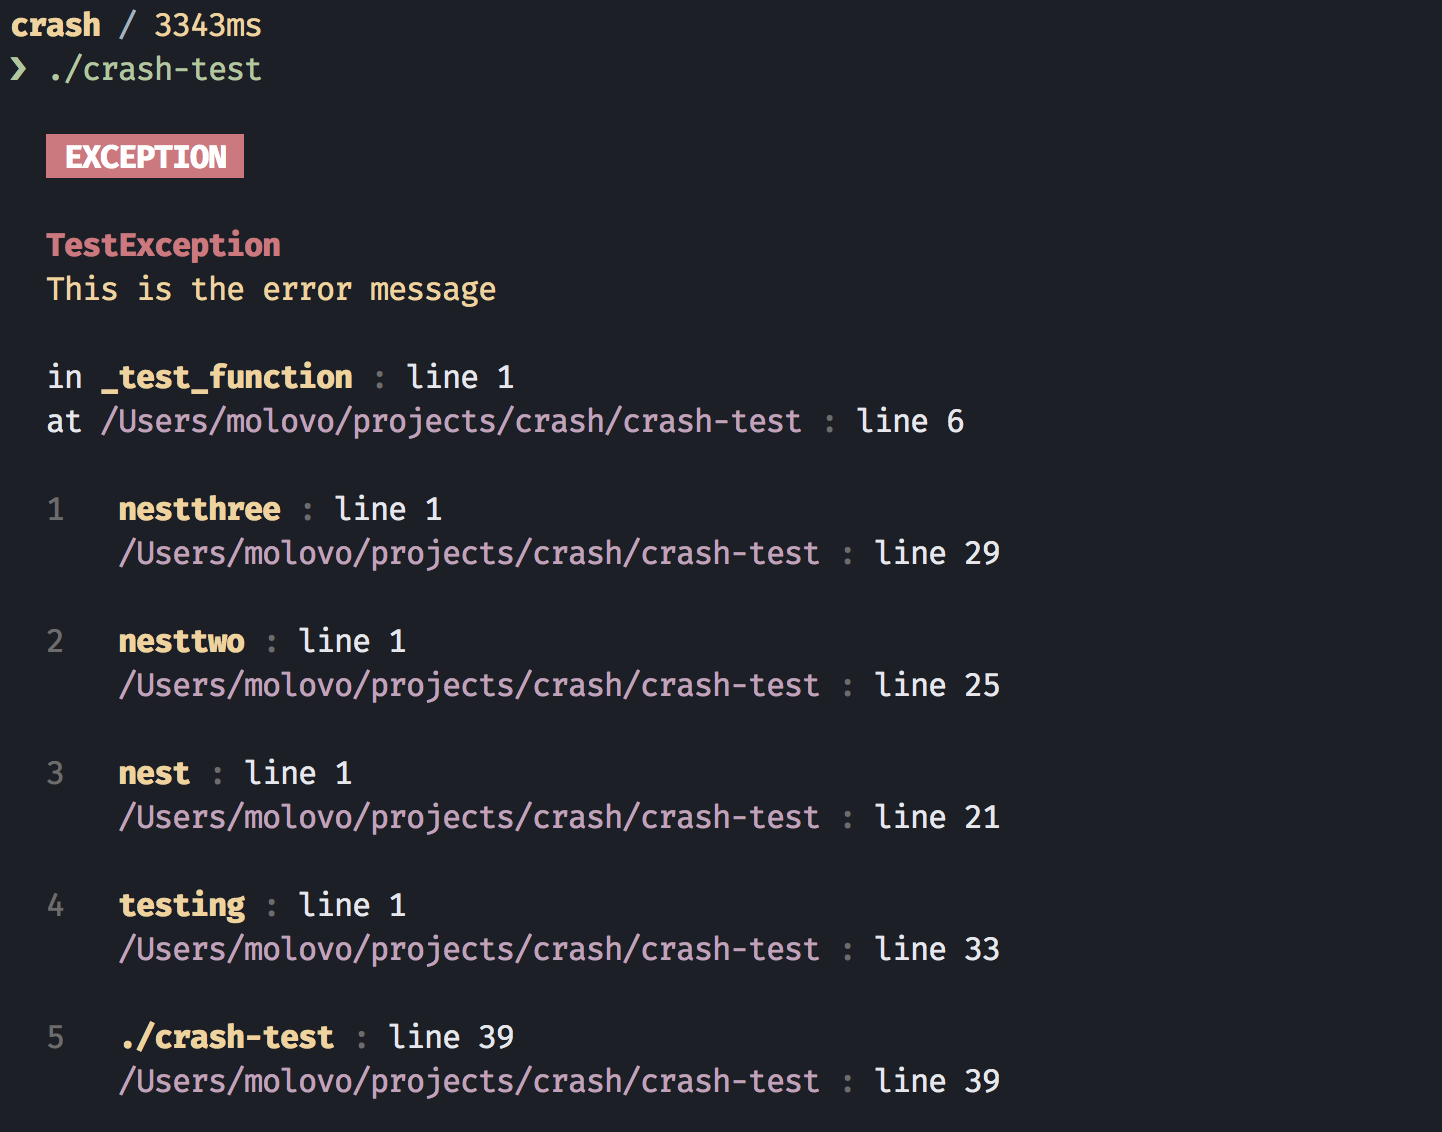 crash / 3343ms
❯ ./crash-test
EXCEPTION
TestException
This is the error message
in _test_function : line 1
at /Users/molovo/projects/crash/crash-test : line 6
1 nestthree : line 1
/Users/molovo/projects/crash/crash-test : line 29
2 nesttwo : line 1
/Users/molovo/projects/crash/crash-test : line 25
3 nest : line 1
/Users/molovo/projects/crash/crash-test : line 21
4 testing : line 1
/Users/molovo/projects/crash/crash-test : line 33
5 ./crash-test : line 39
/Users/molovo/projects/crash/crash-test : line 39